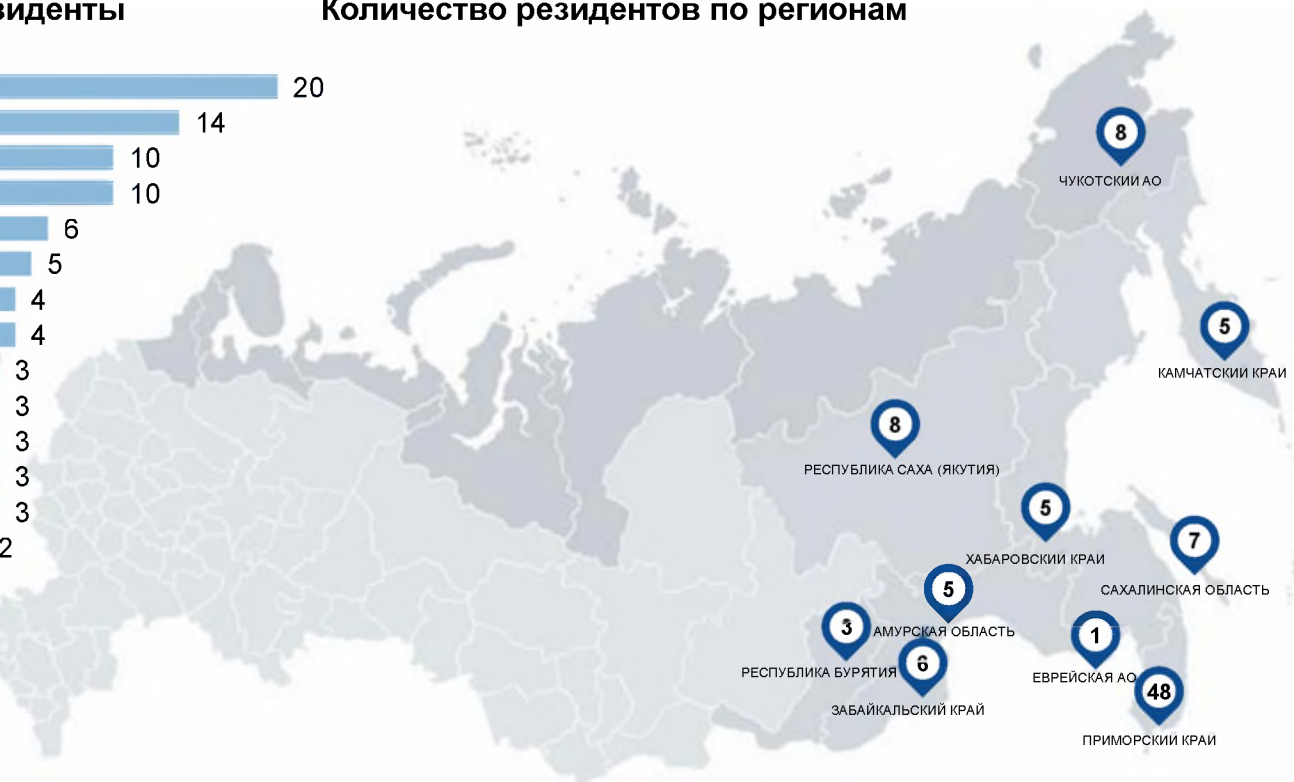 зиденты
Количество резидентов по регионам
20
14
10
10
6
5
4
4
3
3
3
3
3
2
8
ЧУКОТСКИЙ АО
5
КАМЧАТСКИЙ КРАЙ
8
РЕСПУБЛИКА САХА (ЯКУТИЯ)
5
ХАБАРОВСКИЙ КРАЙ
7
САХАЛИНСКАЯ ОБЛАСТЬ
5
АМУРСКАЯ ОБЛАСТЬ
3
РЕСПУБЛИКА БУРЯТИЯ
6
ЗАБАЙКАЛЬСКИЙ КРАЙ
1
ЕВРЕЙСКАЯ АО
48
ПРИМОРСКИЙ КРАЙ